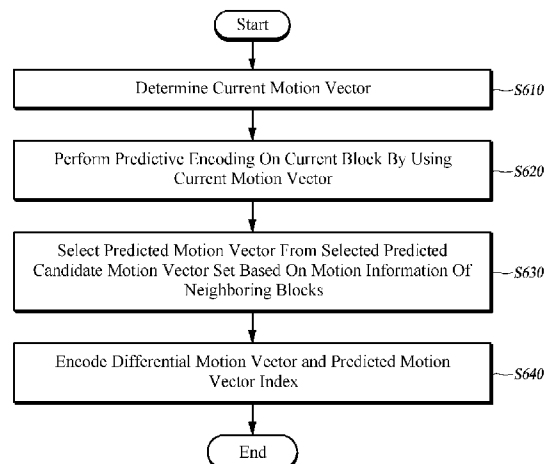 Start
Determine Current Motion Vector
S610
Perform Predictive Encoding On Current Block By Using
Current Motion Vector
S620
Select Predicted Motion Vector From Selected Predicted
Candidate Motion Vector Set Based On Motion Information Of
Neighboring Blocks
S630
Encode Differential Motion Vector and Predicted Motion
Vector Index
S640
End